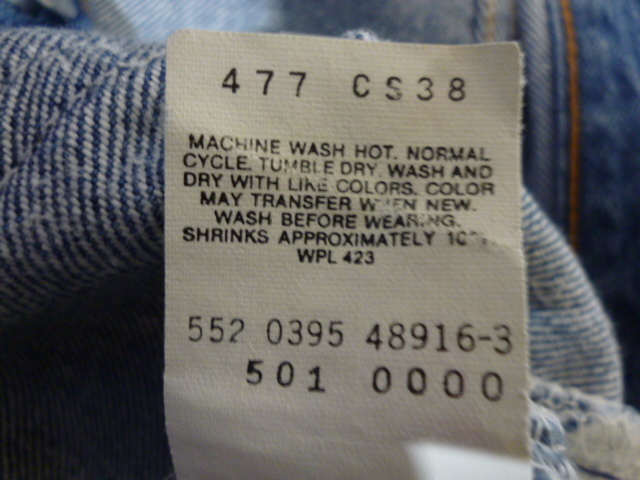 477 CS38
MACHINE WASH HOT. NORMAL
CYCLE. TUMBLE DRY. WASH AND
DRY WITH LIKE COLORS. COLOR
MAY TRANSFER WHEN NEW.
WASH BEFORE WEARING.
SHRINKS APPROXIMATELY
WPL 423
552 0395 48916-3
501 0000